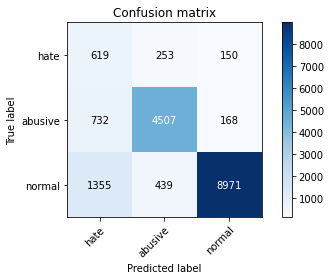 Confusion matrix
hate 619 253 150
abusive 732 4507 168
normal 1355 439 8971
hate abusive normal
True label
Predicted label
8000
7000
6000
5000
4000
3000
2000
1000